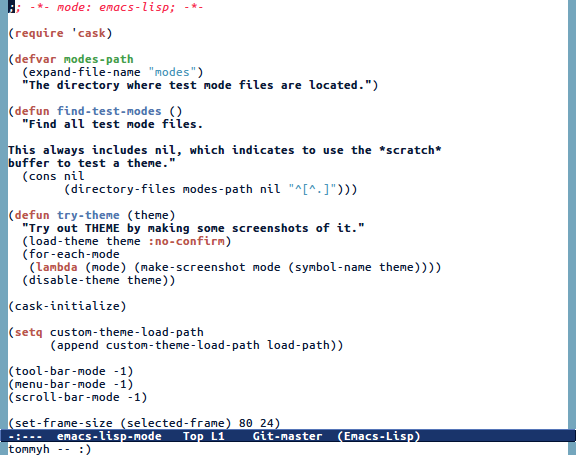 ;; -*- mode: emacs-lisp; -*-
(require 'cask)
(defvar modes-path
  (expand-file-name "modes")
  "The directory where test mode files are located.")
(defun find-test-modes ()
  "Find all test mode files.
This always includes nil, which indicates to use the *scratch*
buffer to test a theme."
  (cons nil
        (directory-files modes-path nil "^[^.]")))
(defun try-theme (theme)
  "Try out THEME by making some screenshots of it."
  (load-theme theme :no-confirm)
  (for-each-mode
   (lambda (mode) (make-screenshot mode (symbol-name theme))))
  (disable-theme theme))
(cask-initialize)
(setq custom-theme-load-path
      (append custom-theme-load-path load-path))
(tool-bar-mode -1)
(menu-bar-mode -1)
(scroll-bar-mode -1)
(set-frame-size (selected-frame) 80 24)
-:---  emacs-lisp-mode   Top L1    Git-master  (Emacs-Lisp)
tommyh -- :)